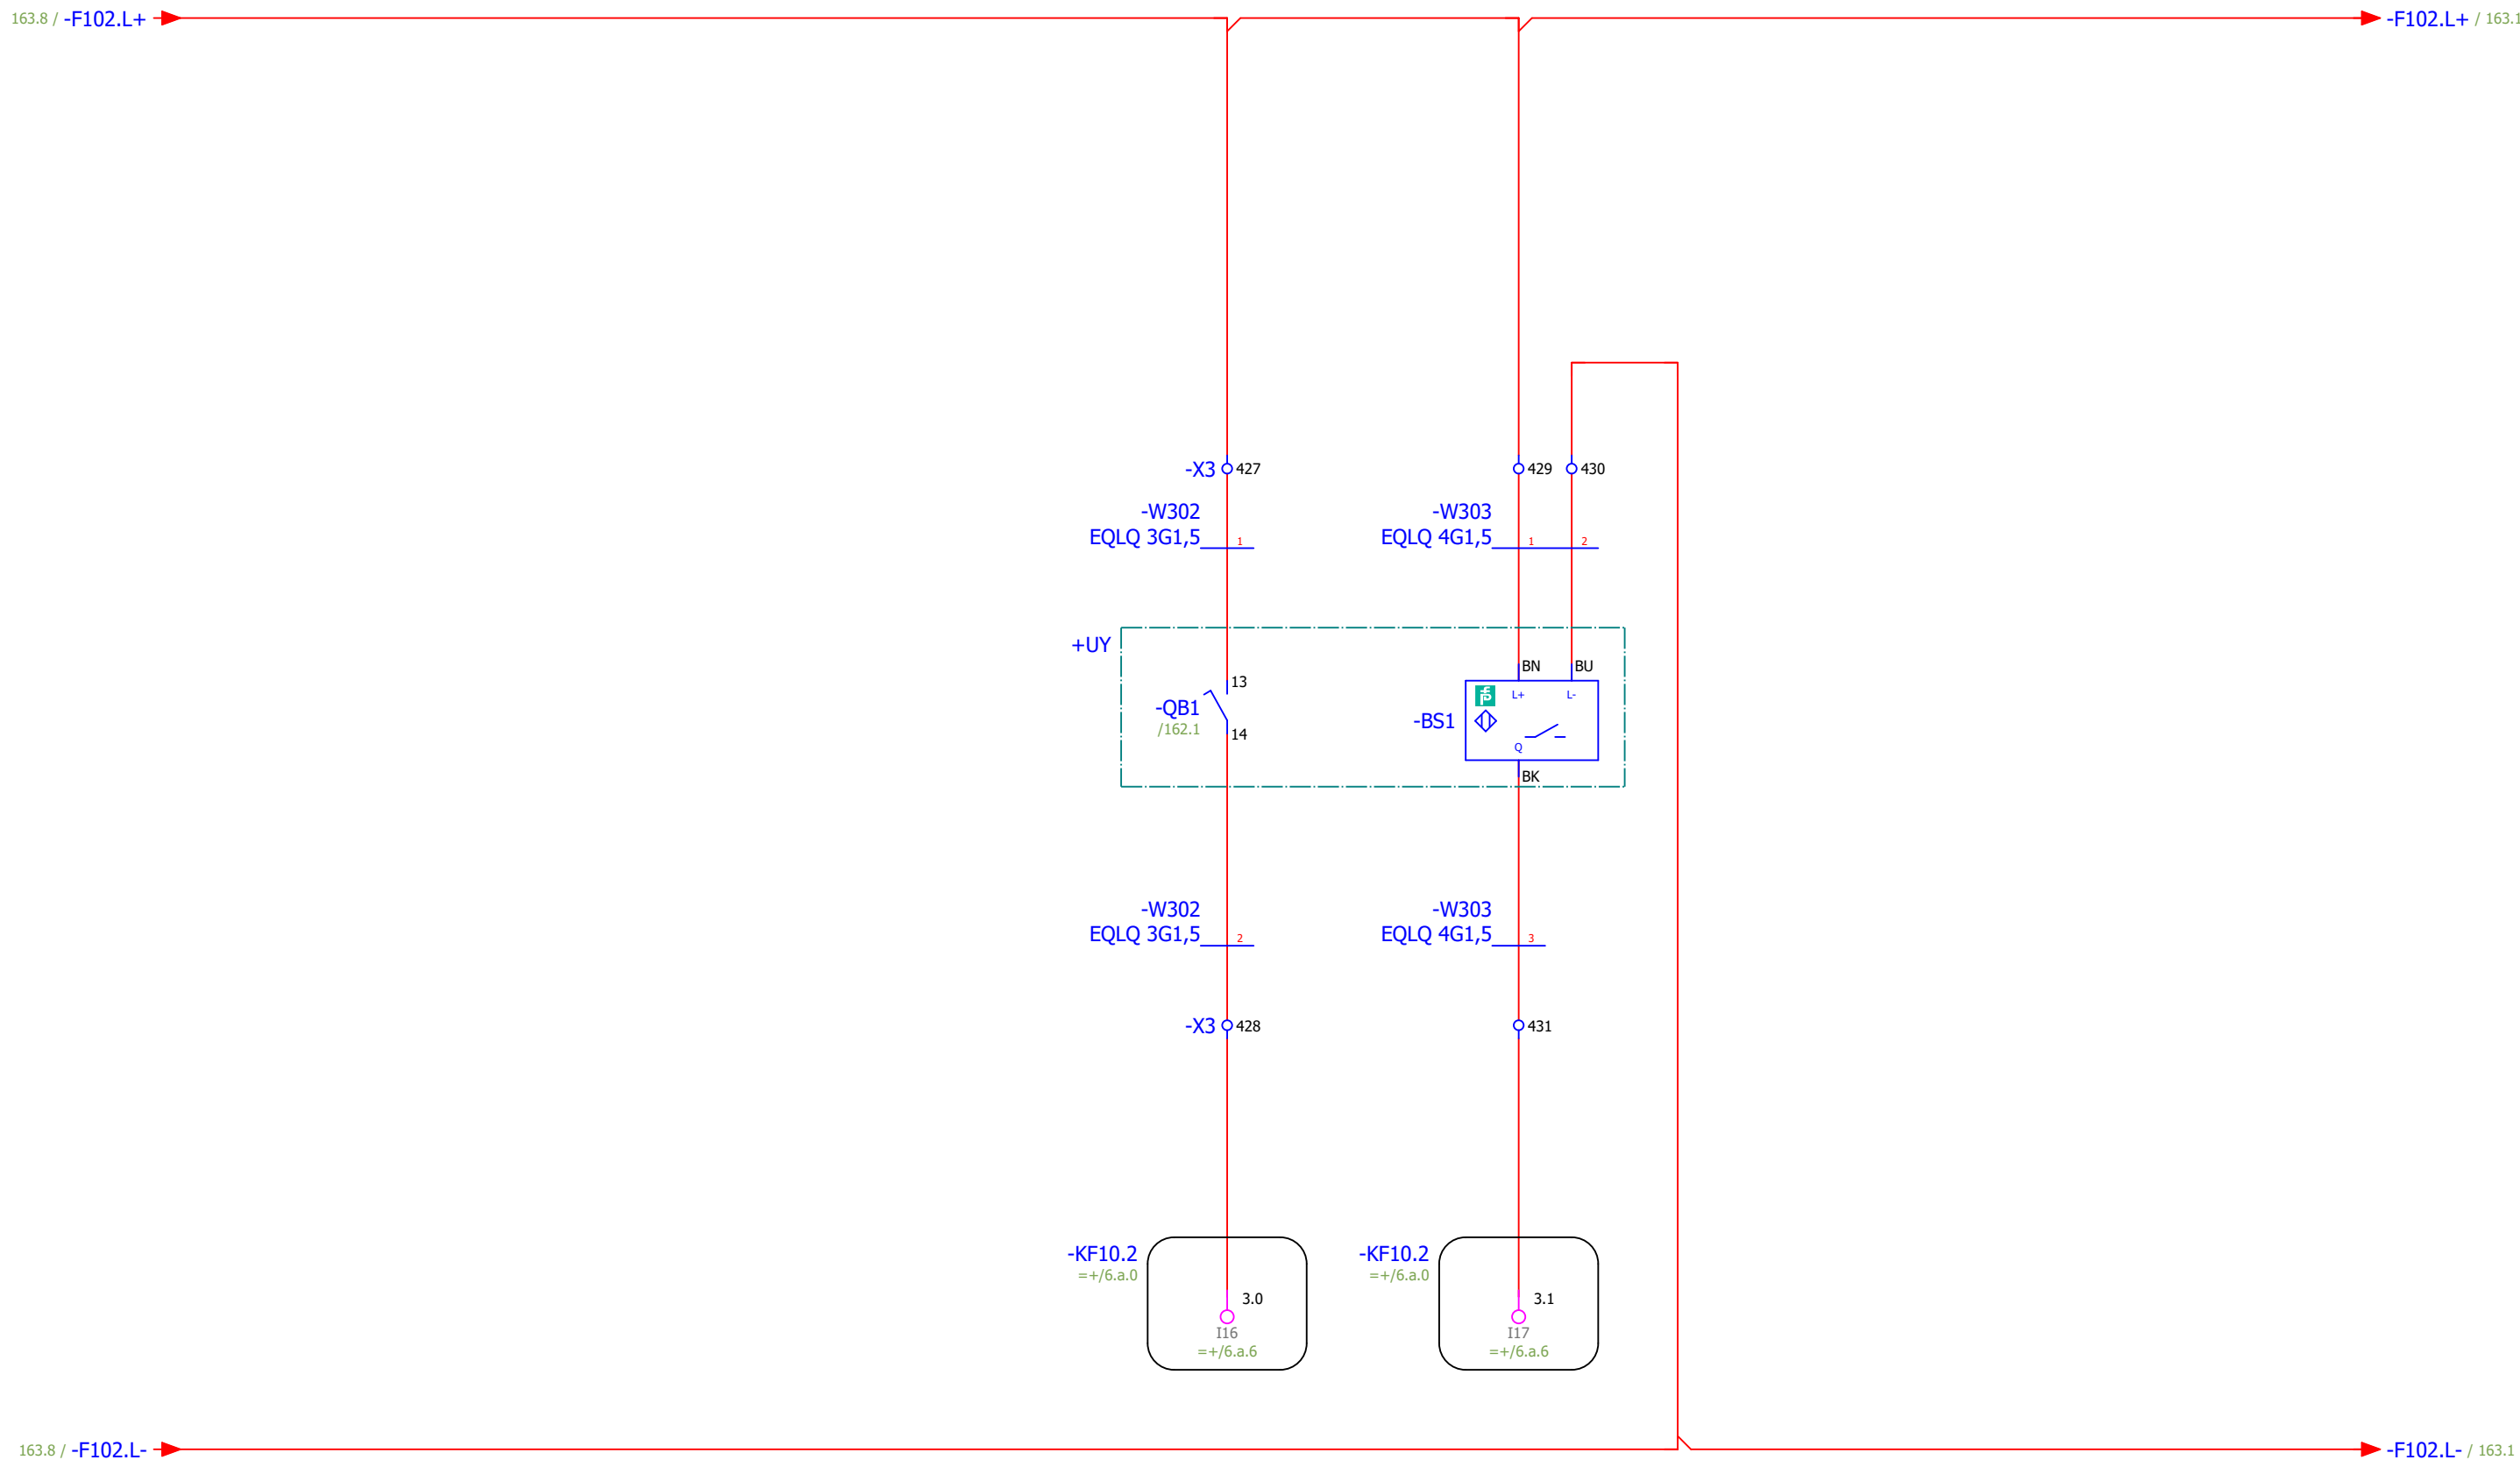 163.8 / -F102.L+
-F102.L+ / 163.1
-X3 427
429
430
-W302
EQLQ 3G1,5
1
-W303
EQLQ 4G1,5
1
2
+UY
13
-QB1
/162.1
14
BN
BU
L+
L-
-BS1
Q
BK
-W302
EQLQ 3G1,5
2
-W303
EQLQ 4G1,5
3
-X3 428
431
-KF10.2
=+/6.a.0
3.0
I16
=+/6.a.6
-KF10.2
=+/6.a.0
3.1
I17
=+/6.a.6
163.8 / -F102.L-
-F102.L- / 163.1